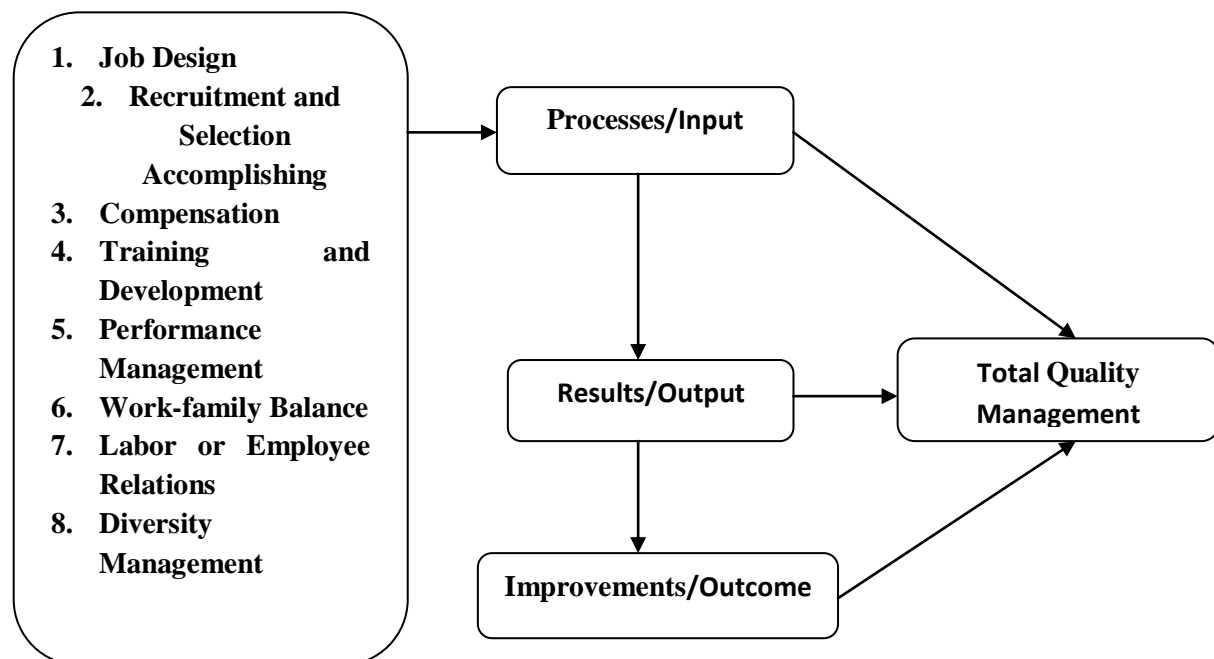 1. Job Design
2. Recruitment and
Selection
Accomplishing
3. Compensation
4. Training and
Development
5. Performance
Management
6. Work-family Balance
7. Labor or Employee
Relations
8. Diversity
Management
Processes/Input
Results/Output
Improvements/Outcome
Total Quality
Management